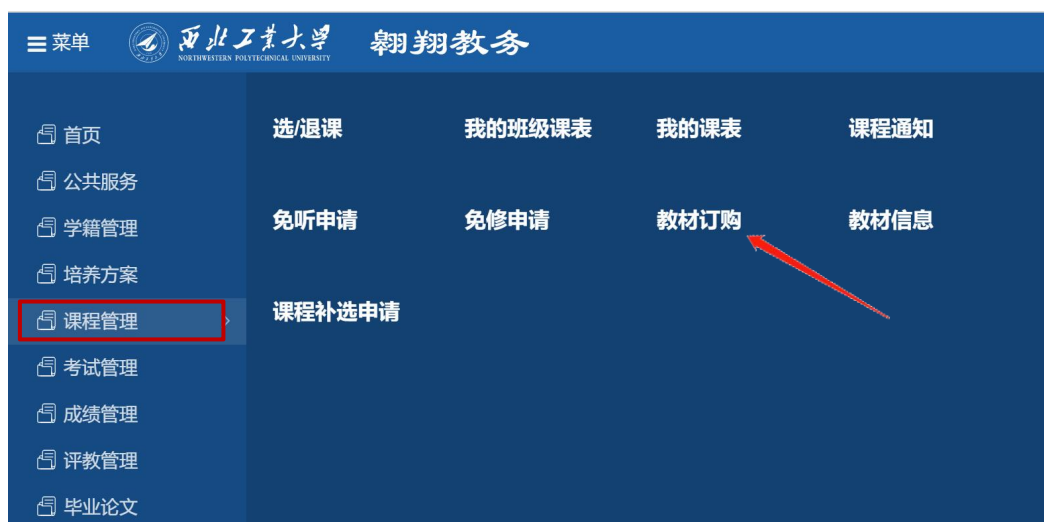 菜单
西北工业大学
NORTHWESTERN POLYTECHNICAL UNIVERSITY
翱翔教务
首页
公共服务
学籍管理
培养方案
课程管理
考试管理
成绩管理
评教管理
毕业论文
选/退课 我的班级课表 我的课表 课程通知
免听申请 免修申请 教材订购 教材信息
课程补选申请